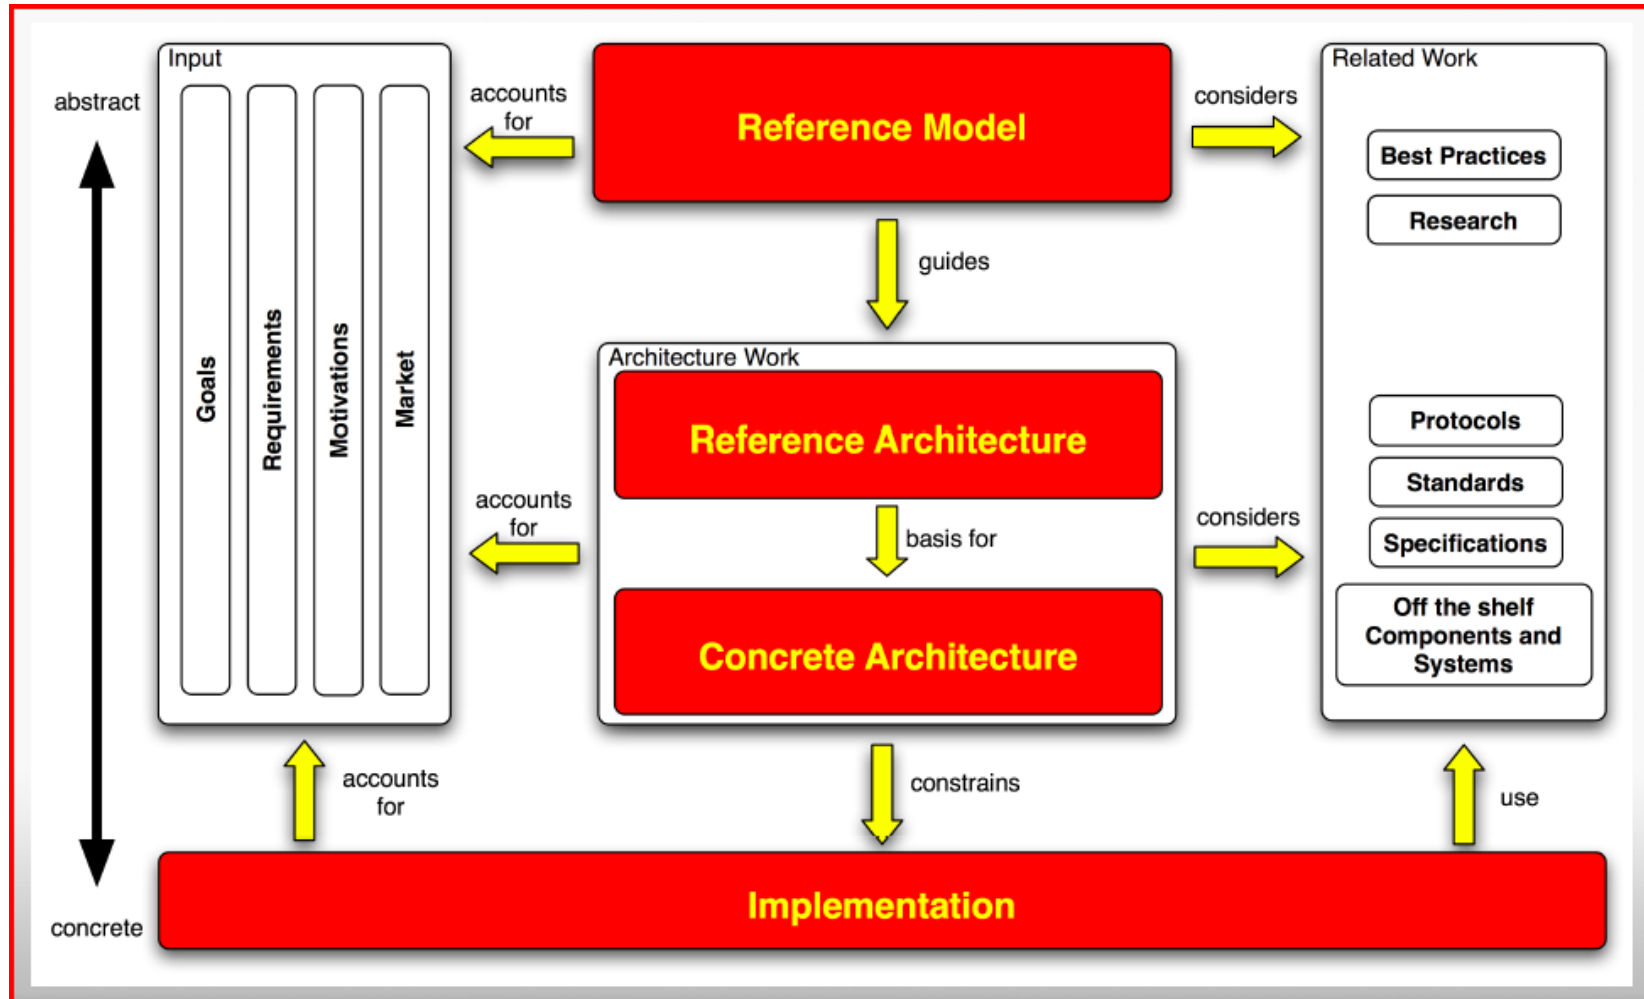 Input
Reference Model
Related Work
abstract
accounts
for
considers
Best Practices
Research
guides
Goals
Requirements
Motivations
Market
Architecture Work
Reference Architecture
Protocols
Standards
Specifications
accounts
for
basis for
considers
Off the shelf
Components and
Systems
Concrete Architecture
accounts
for
constrains
use
concrete
Implementation